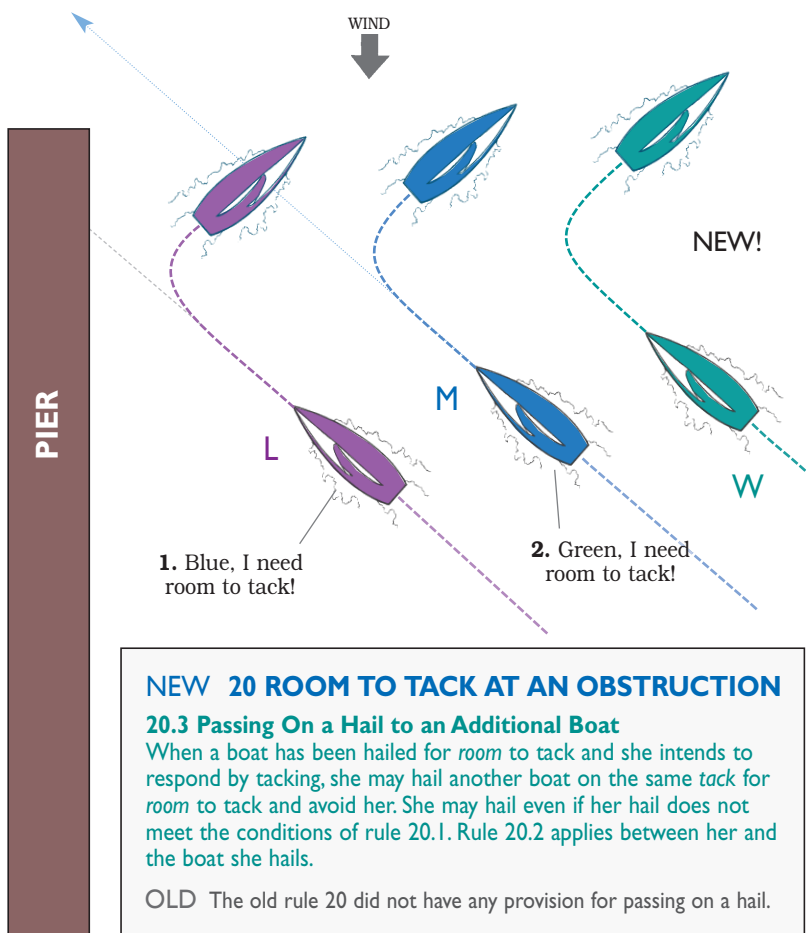 WIND
NEW!
PIER
M
L
W
1. Blue, I need
room to tack!
2. Green, I need
room to tack!
NEW 20 ROOM TO TACK AT AN OBSTRUCTION
20.3 Passing On a Hail to an Additional Boat
When a boat has been hailed for room to tack and she intends to
respond by tacking, she may hail another boat on the same tack for
room to tack and avoid her. She may hail even if her hail does not
meet the conditions of rule 20.1. Rule 20.2 applies between her and
the boat she hails.
OLD The old rule 20 did not have any provision for passing on a hail.